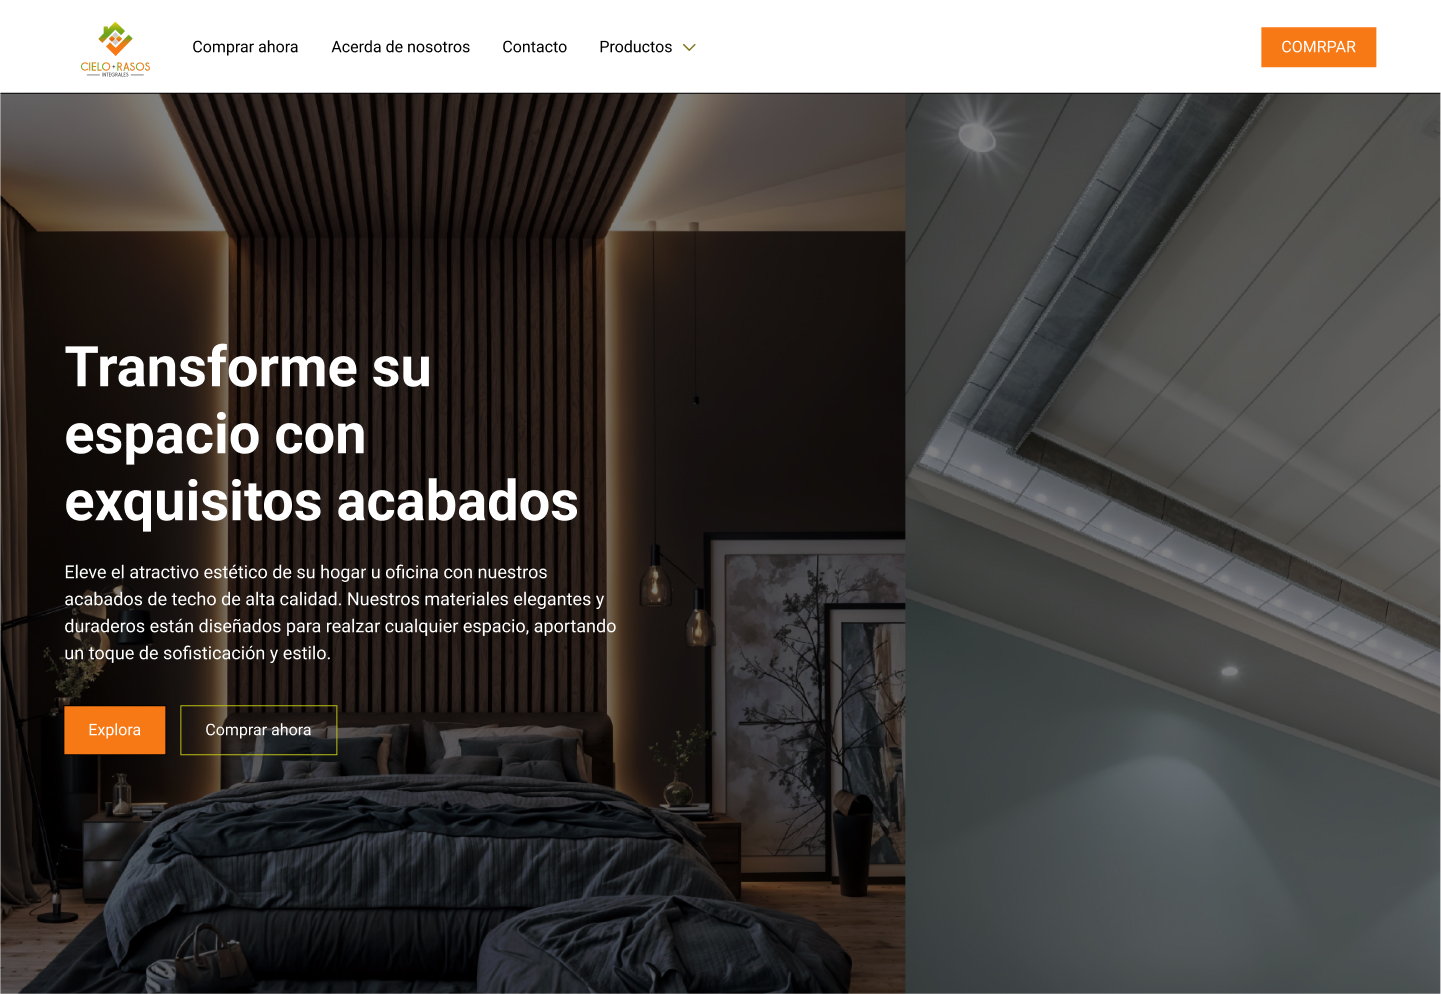 CIELO•RASOS
INTEGRALES
Comprar ahora
Acerda de nosotros
Contacto
Productos
COMRPAR
Transforme su
espacio con
exquisitos acabados
Eleve el atractivo estético de su hogar u oficina con nuestros
acabados de techo de alta calidad. Nuestros materiales elegantes y
duraderos están diseñados para realzar cualquier espacio, aportando
un toque de sofisticación y estilo.
Explora
Comprar ahora